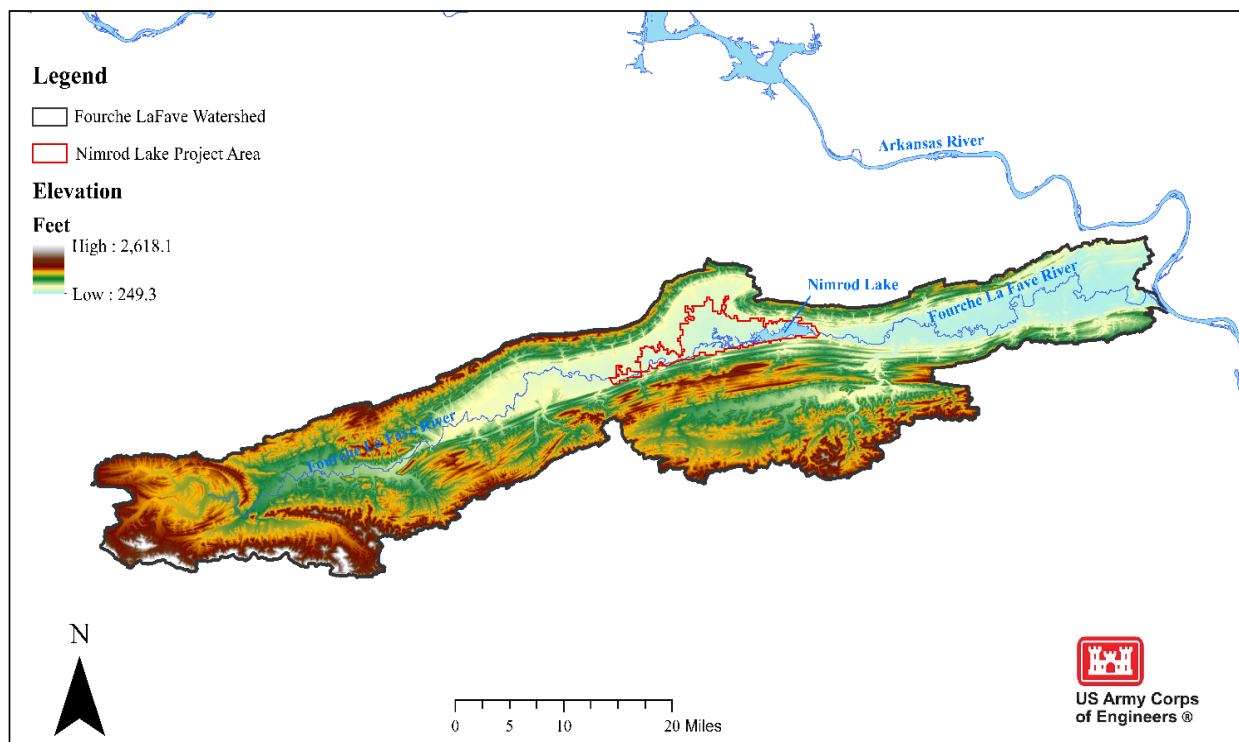 Legend
Fourche LaFave Watershed
Nimrod Lake Project Area
Elevation
Feet
High : 2,618.1
Low : 249.3
Arkansas River
Nimrod Lake
Fourche La Fave River
Fourche La Fave River
N
0 5 10 20 Miles
US Army Corps
of Engineers ®